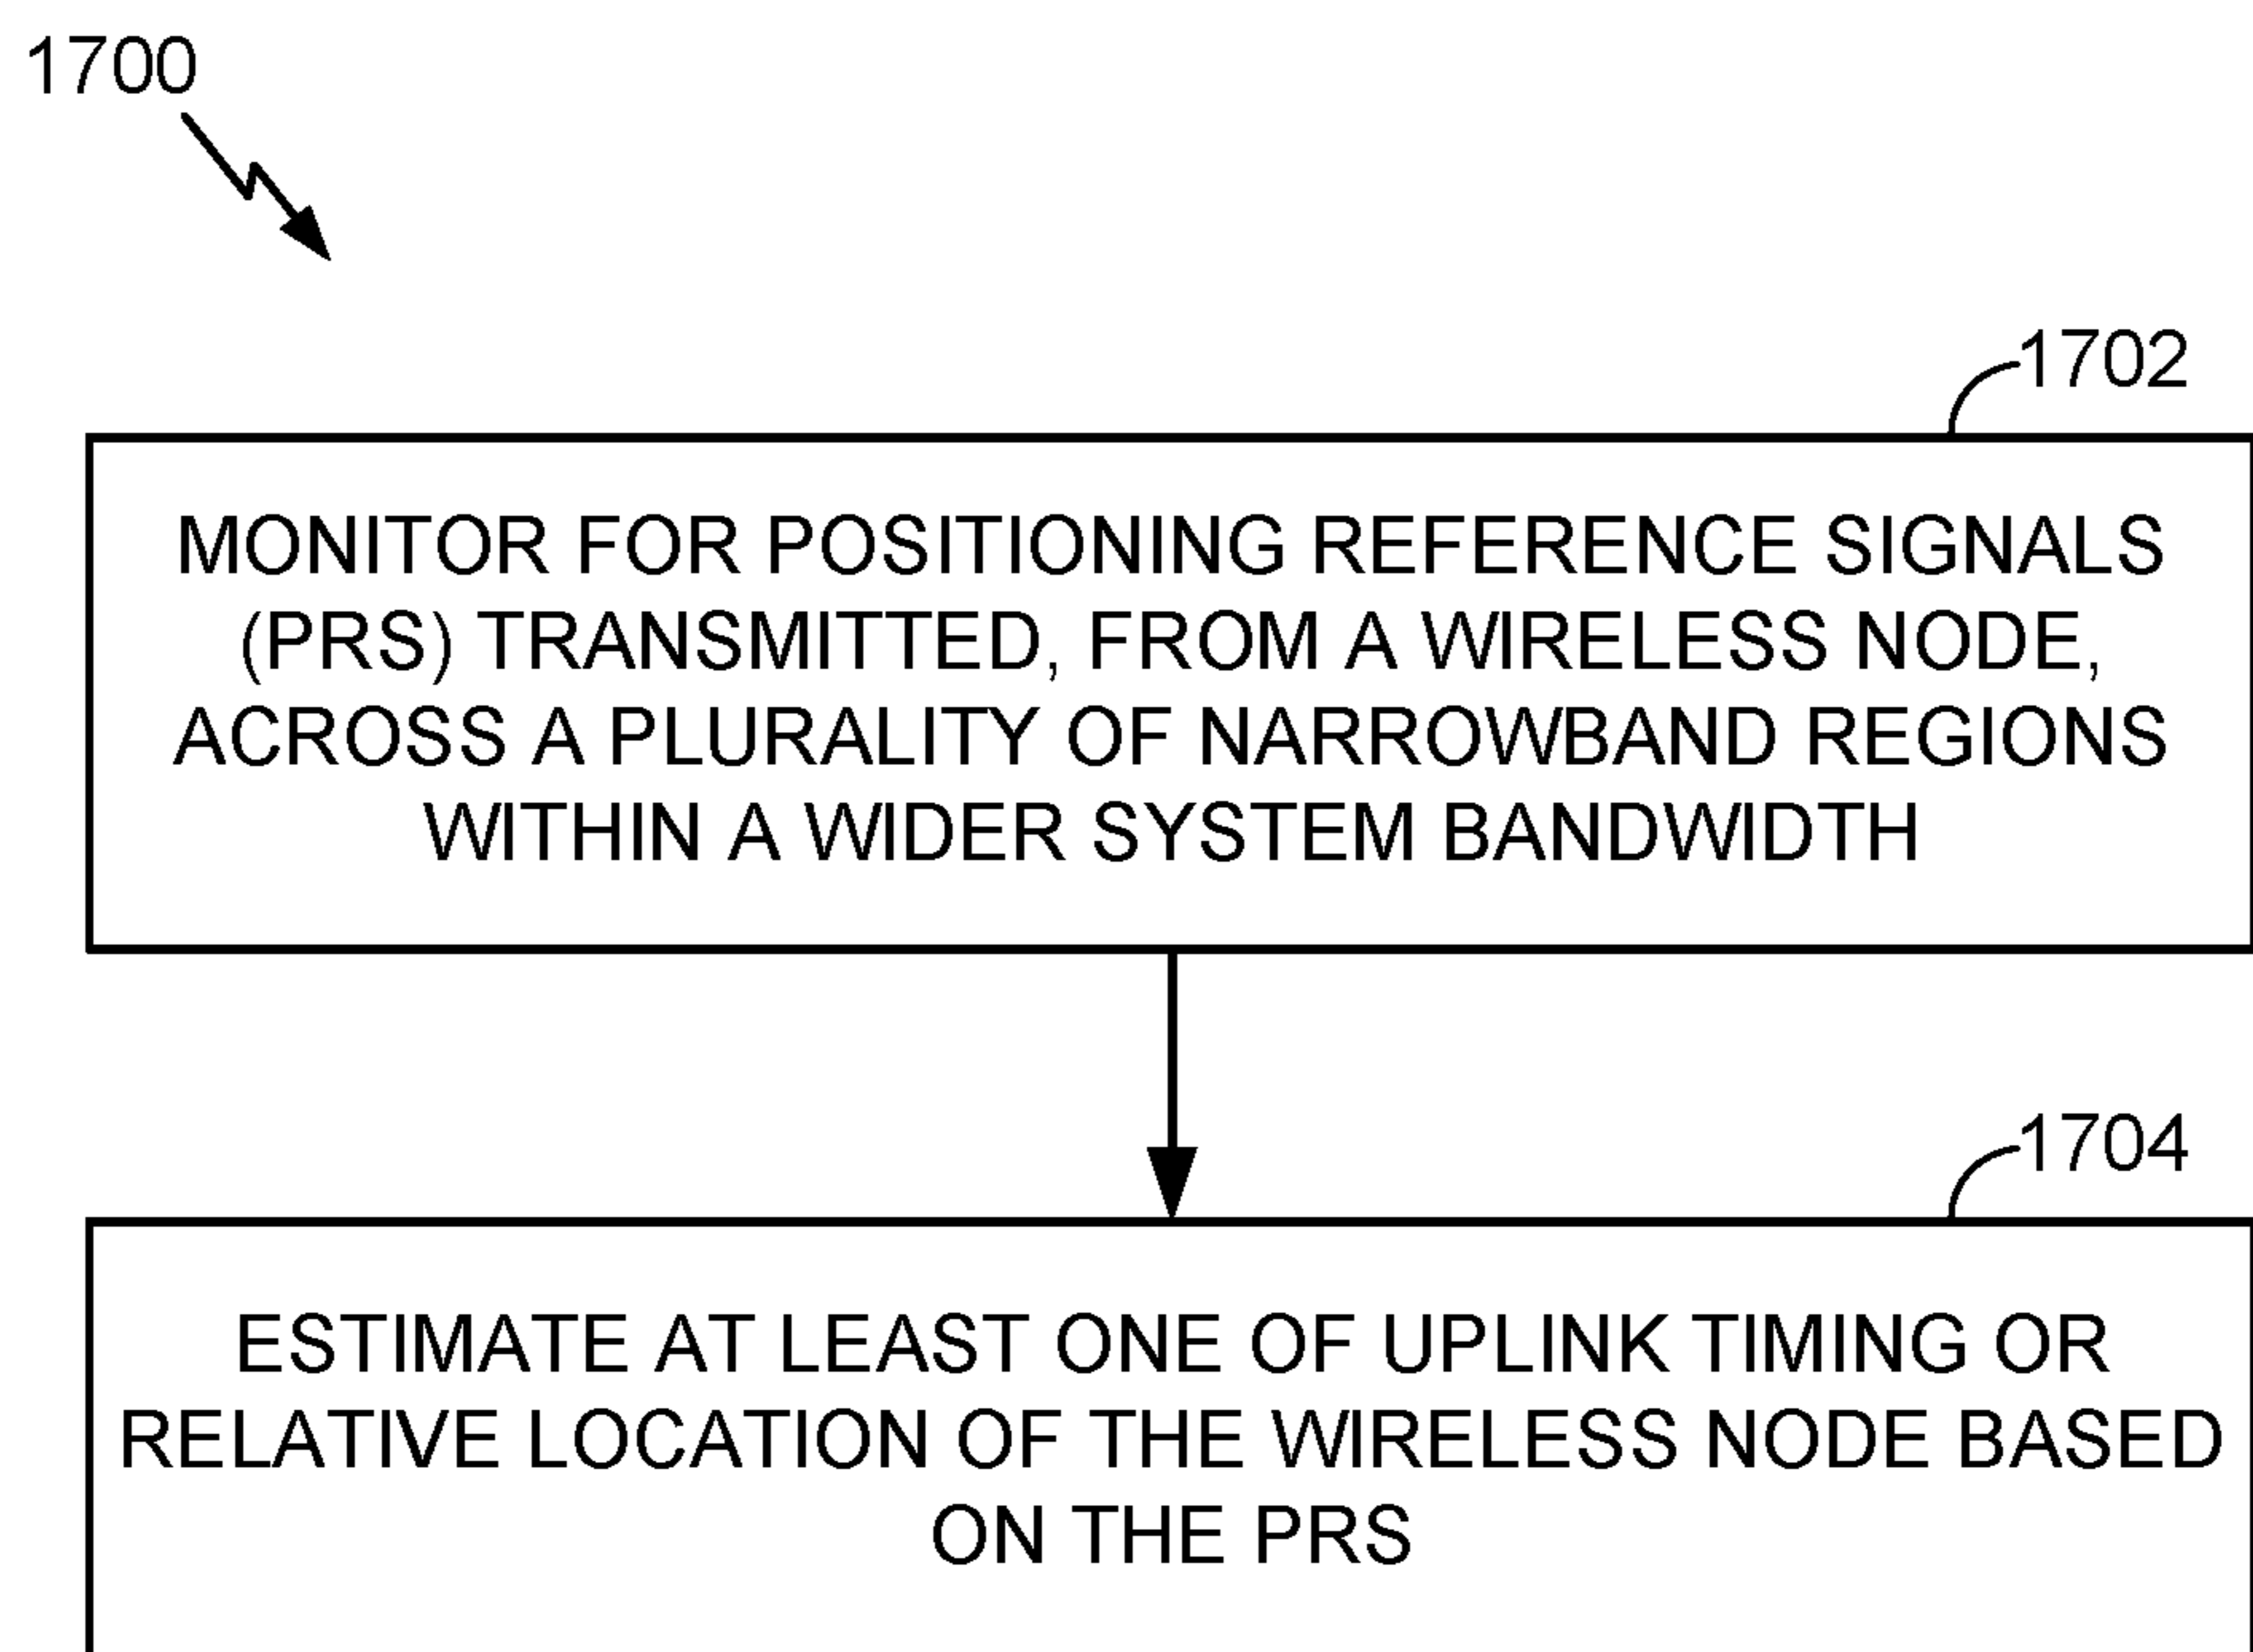 1700
1702
MONITOR FOR POSITIONING REFERENCE SIGNALS
(PRS) TRANSMITTED, FROM A WIRELESS NODE,
ACROSS A PLURALITY OF NARROWBAND REGIONS
WITHIN A WIDER SYSTEM BANDWIDTH
1704
ESTIMATE AT LEAST ONE OF UPLINK TIMING OR
RELATIVE LOCATION OF THE WIRELESS NODE BASED
ON THE PRS